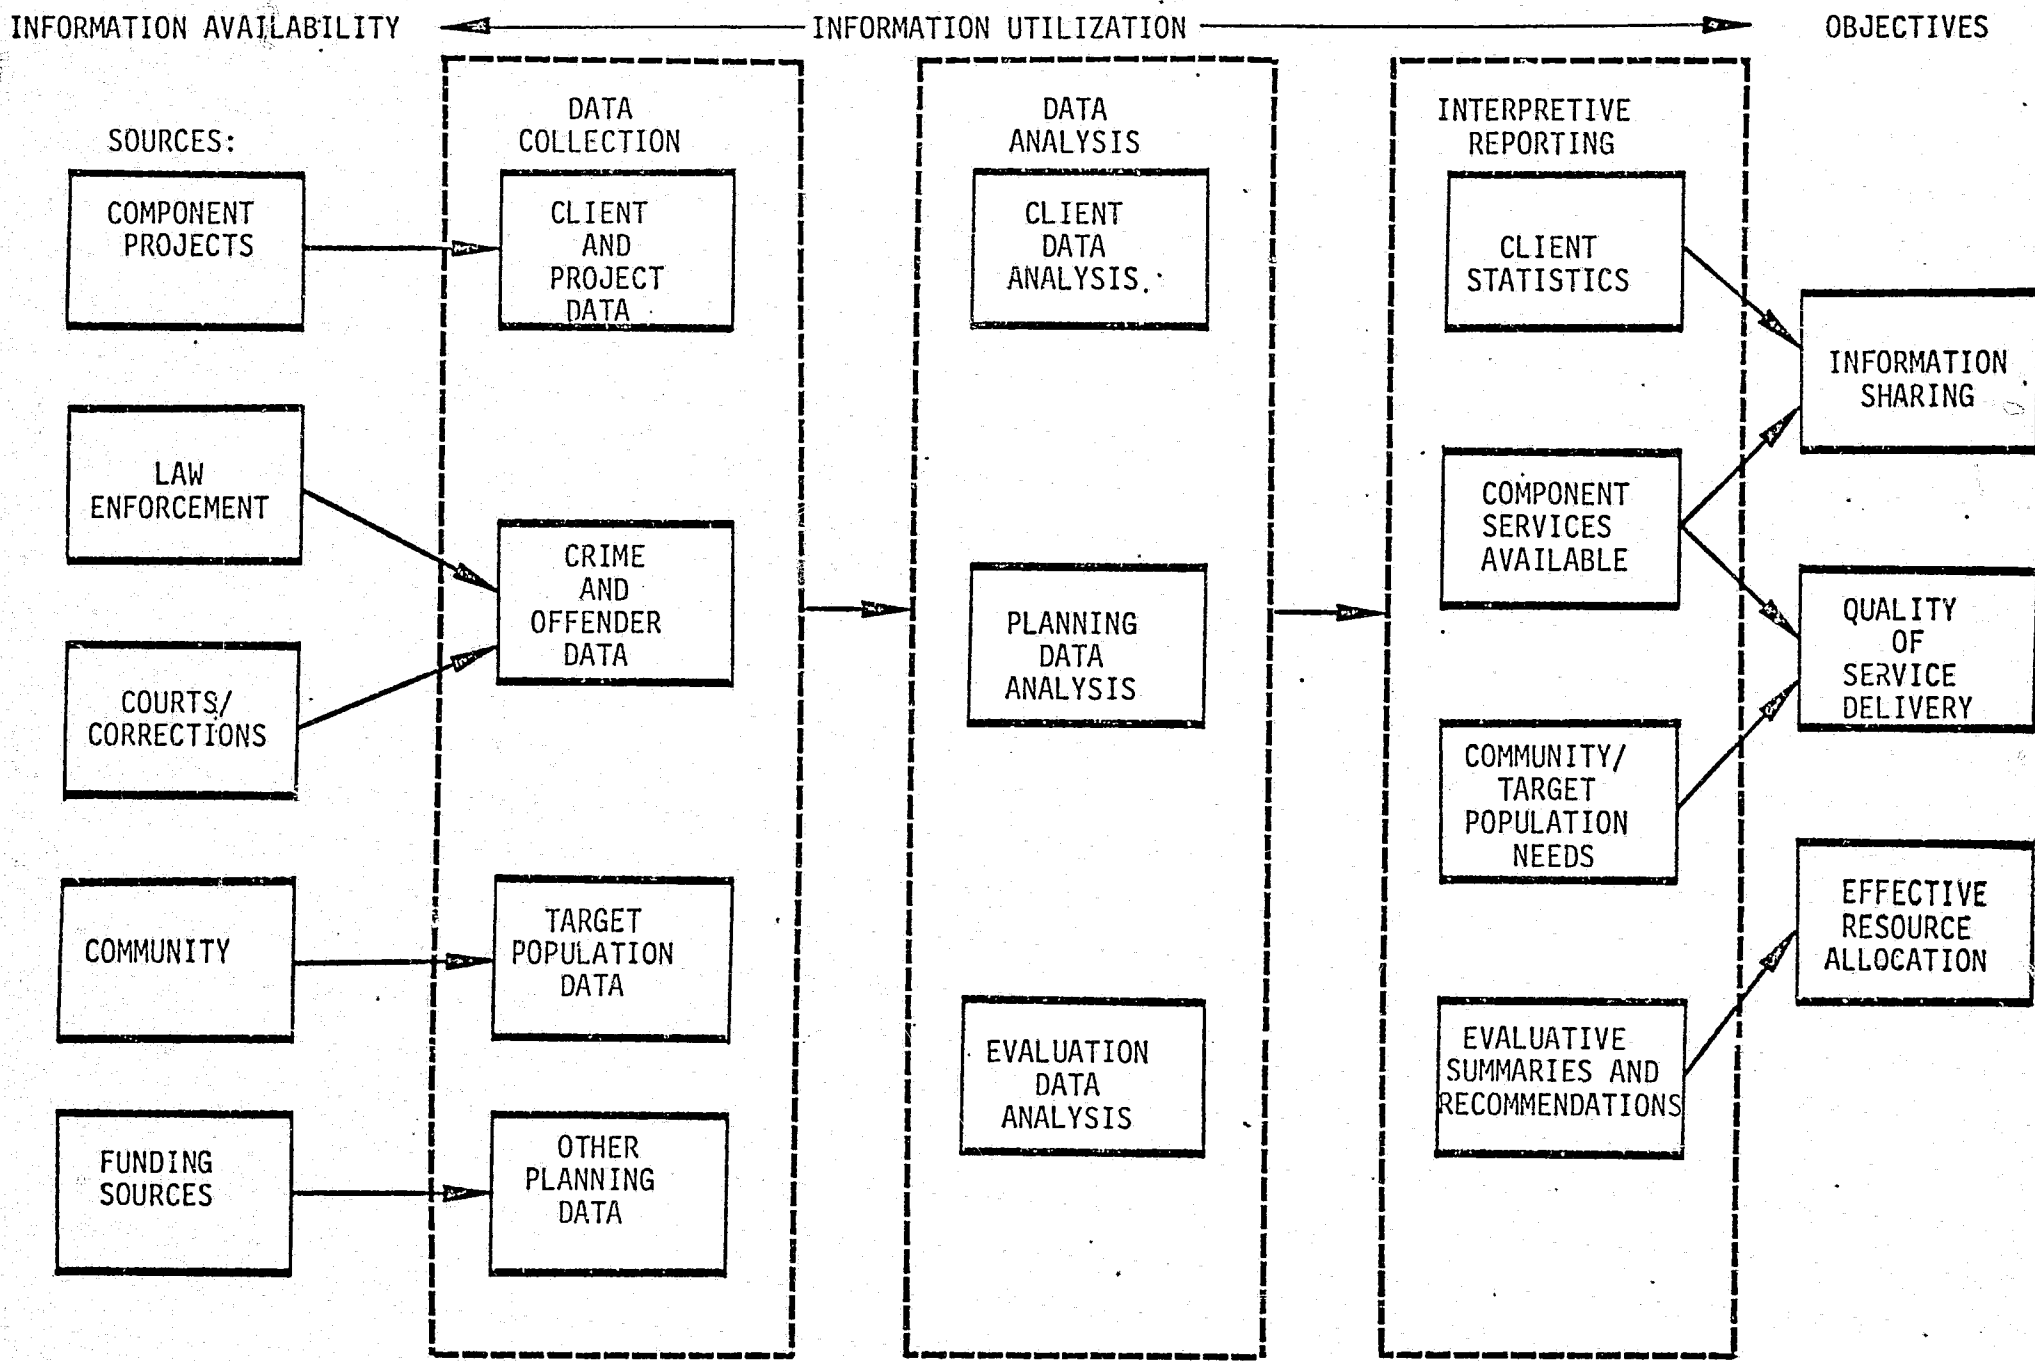 INFORMATION AVAILABILITY
INFORMATION UTILIZATION
OBJECTIVES
SOURCES:
COMPONENT
PROJECTS
LAW
ENFORCEMENT
COURTS/
CORRECTIONS
COMMUNITY
FUNDING
SOURCES
DATA
COLLECTION
CLIENT
AND
PROJECT
DATA
CRIME
AND
OFFENDER
DATA
TARGET
POPULATION
DATA
OTHER
PLANNING
DATA
DATA
ANALYSIS
CLIENT
DATA
ANALYSIS
PLANNING
DATA
ANALYSIS
EVALUATION
DATA
ANALYSIS
INTERPRETIVE
REPORTING
CLIENT
STATISTICS
COMPONENT
SERVICES
AVAILABLE
COMMUNITY/
TARGET
POPULATION
NEEDS
EVALUATIVE
SUMMARIES AND
RECOMMENDATIONS
INFORMATION
SHARING
QUALITY
OF
SERVICE
DELIVERY
EFFECTIVE
RESOURCE
ALLOCATION